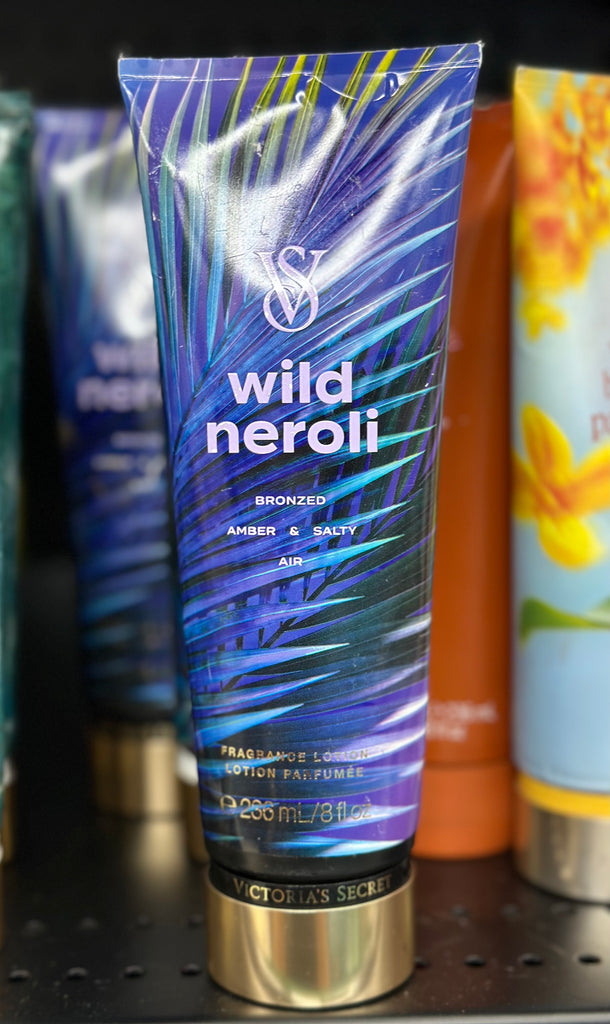 VS
wild
neroli
BRONZED
AMBER & SALTY
AIR
FRAGRANCE LOTION
LOTION PARFUMÉE
℮ 236 mL/8 fl oz
VICTORIA'S SECRET